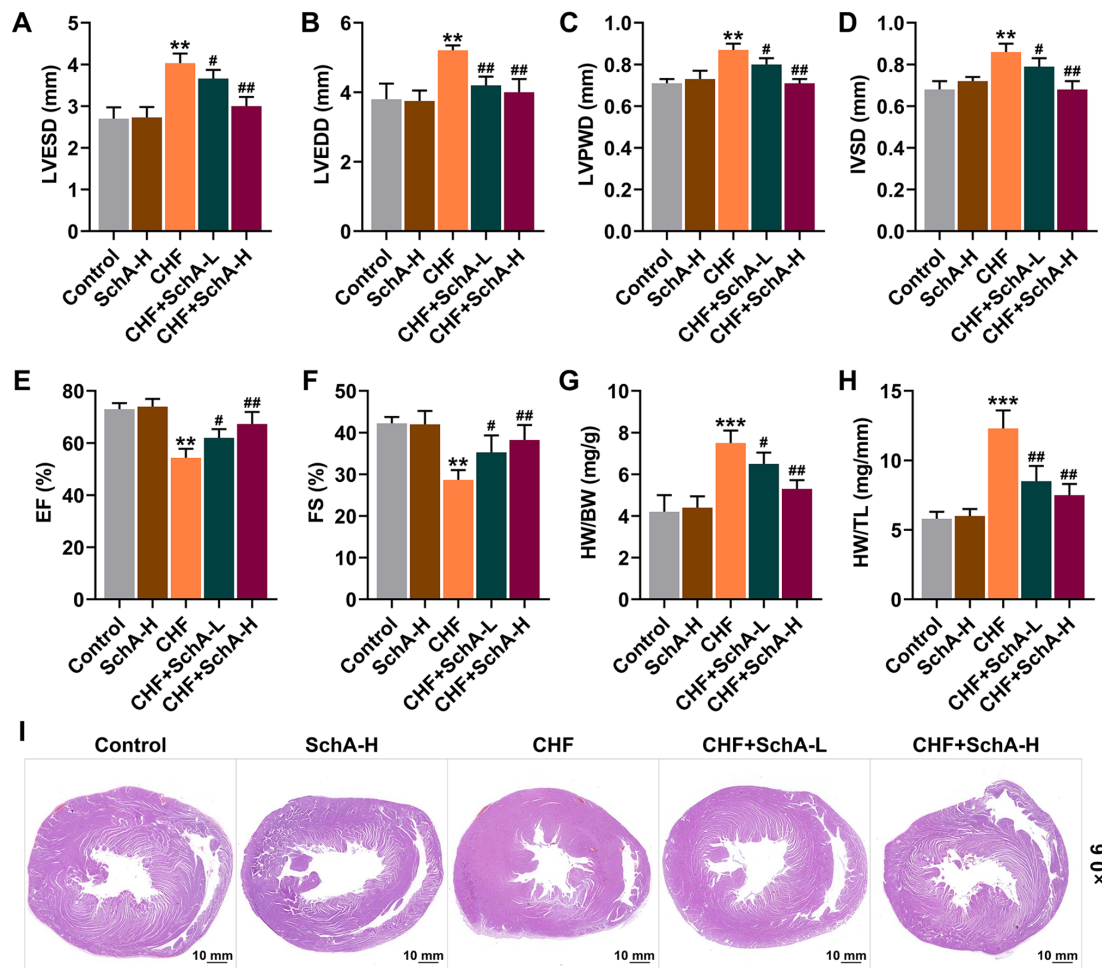 A
LVESD (mm)
5
4
3
2
1
0
**
#
##
Control
SchA-H
CHF
CHF+SchA-L
CHF+SchA-H
B
LVEDD (mm)
6
4
2
0
**
##
##
Control
SchA-H
CHF
CHF+SchA-L
CHF+SchA-H
C
LVPWD (mm)
1.0
0.8
0.6
0.4
0.2
0.0
**
#
##
Control
SchA-H
CHF
CHF+SchA-L
CHF+SchA-H
D
IVSD (mm)
1.0
0.8
0.6
0.4
0.2
0.0
**
#
##
Control
SchA-H
CHF
CHF+SchA-L
CHF+SchA-H
E
EF (%)
80
60
40
20
0
**
#
##
Control
SchA-H
CHF
CHF+SchA-L
CHF+SchA-H
F
FS (%)
50
40
30
20
10
0
**
#
##
Control
SchA-H
CHF
CHF+SchA-L
CHF+SchA-H
G
HW/BW (mg/g)
10
8
6
4
2
0
***
#
##
Control
SchA-H
CHF
CHF+SchA-L
CHF+SchA-H
H
HW/TL (mg/mm)
15
10
5
0
***
##
##
Control
SchA-H
CHF
CHF+SchA-L
CHF+SchA-H
I
Control SchA-H CHF CHF+SchA-L CHF+SchA-H
9.0×
10 mm 10 mm 10 mm 10 mm 10 mm